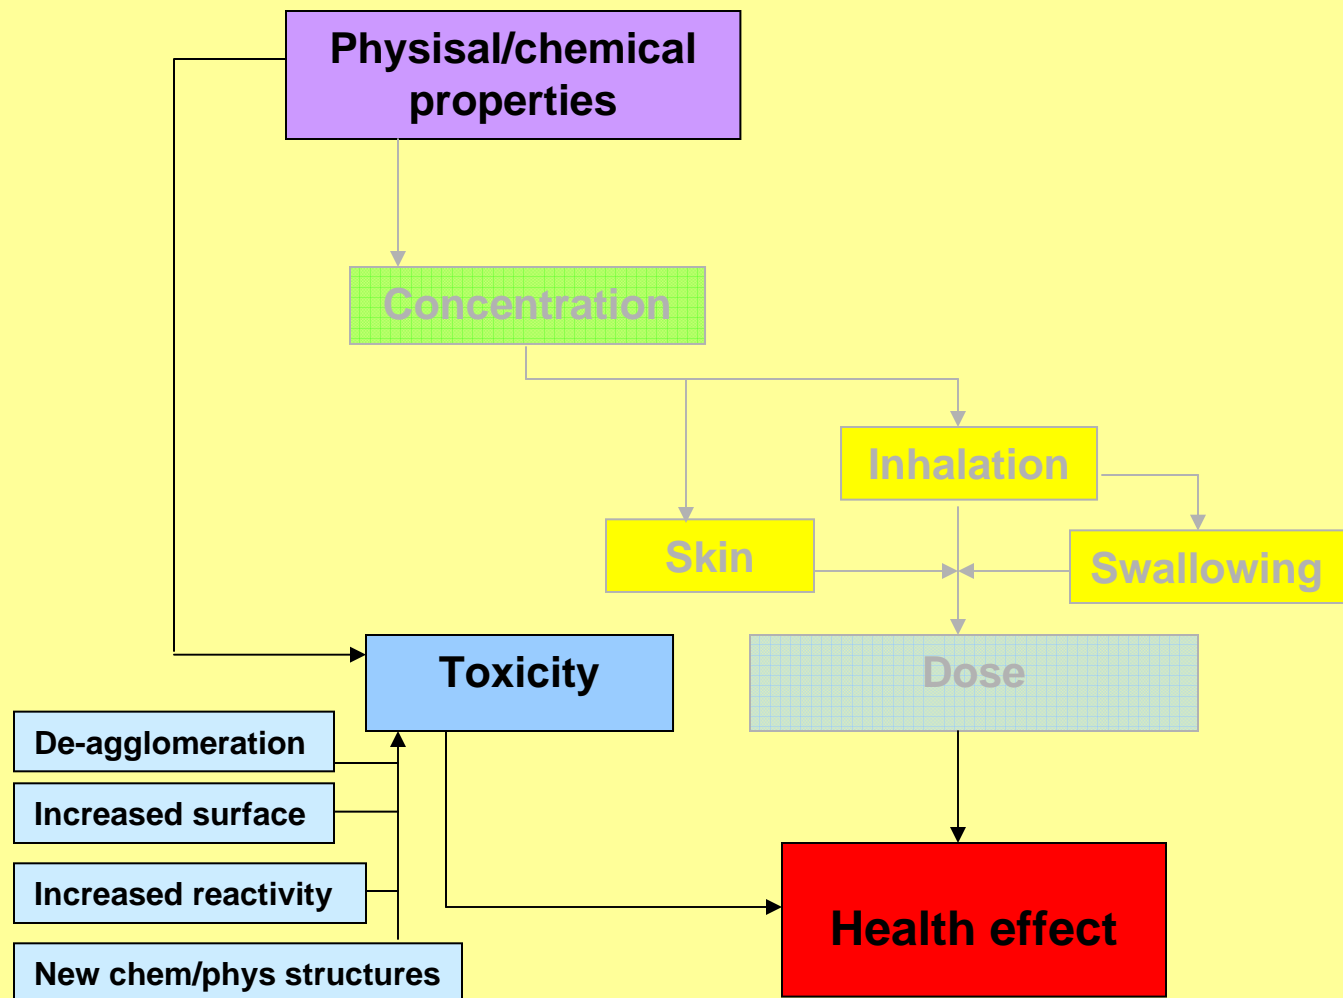 Physisal/chemical
properties
Concentration
Inhalation
Skin
Swallowing
Toxicity
Dose
De-agglomeration
Increased surface
Increased reactivity
Health effect
New chem/phys structures